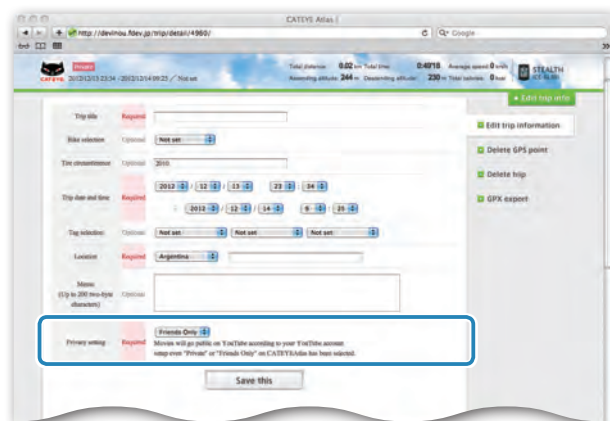 CATEYE Atlas |
http://devinou.fdev.jp/trip/detail/4980/
Google
CATEYE
Private
2012/12/13 23:34 /2012/12/14 09:25 / Not set
Total distance: 0.02 km Total time: 0:40'18 Average speed: 0 km/h
Ascending altitude: 244 m Descending altitude: 230 m Total calories: 0 kcal
STEALTH
Edit trip info
Trip title Required
Bike selection Optional Not set
Tire circumference Optional 2010
Trip date and time Required 2012 / 12 / 13 23 : 34
: 2012 / 12 / 14 9 : 25
Tag selection Optional Not set Not set Not set
Location Required Argentina
Memo
(Up to 200 two-byte
characters)
Optional
Privacy setting Required Friends Only
Movies will go public on YouTube according to your YouTube account
setup even "Private" or "Friends Only" on CATEYEAtlas has been selected.
Save this
Edit trip information
Delete GPS point
Delete trip
GPX export